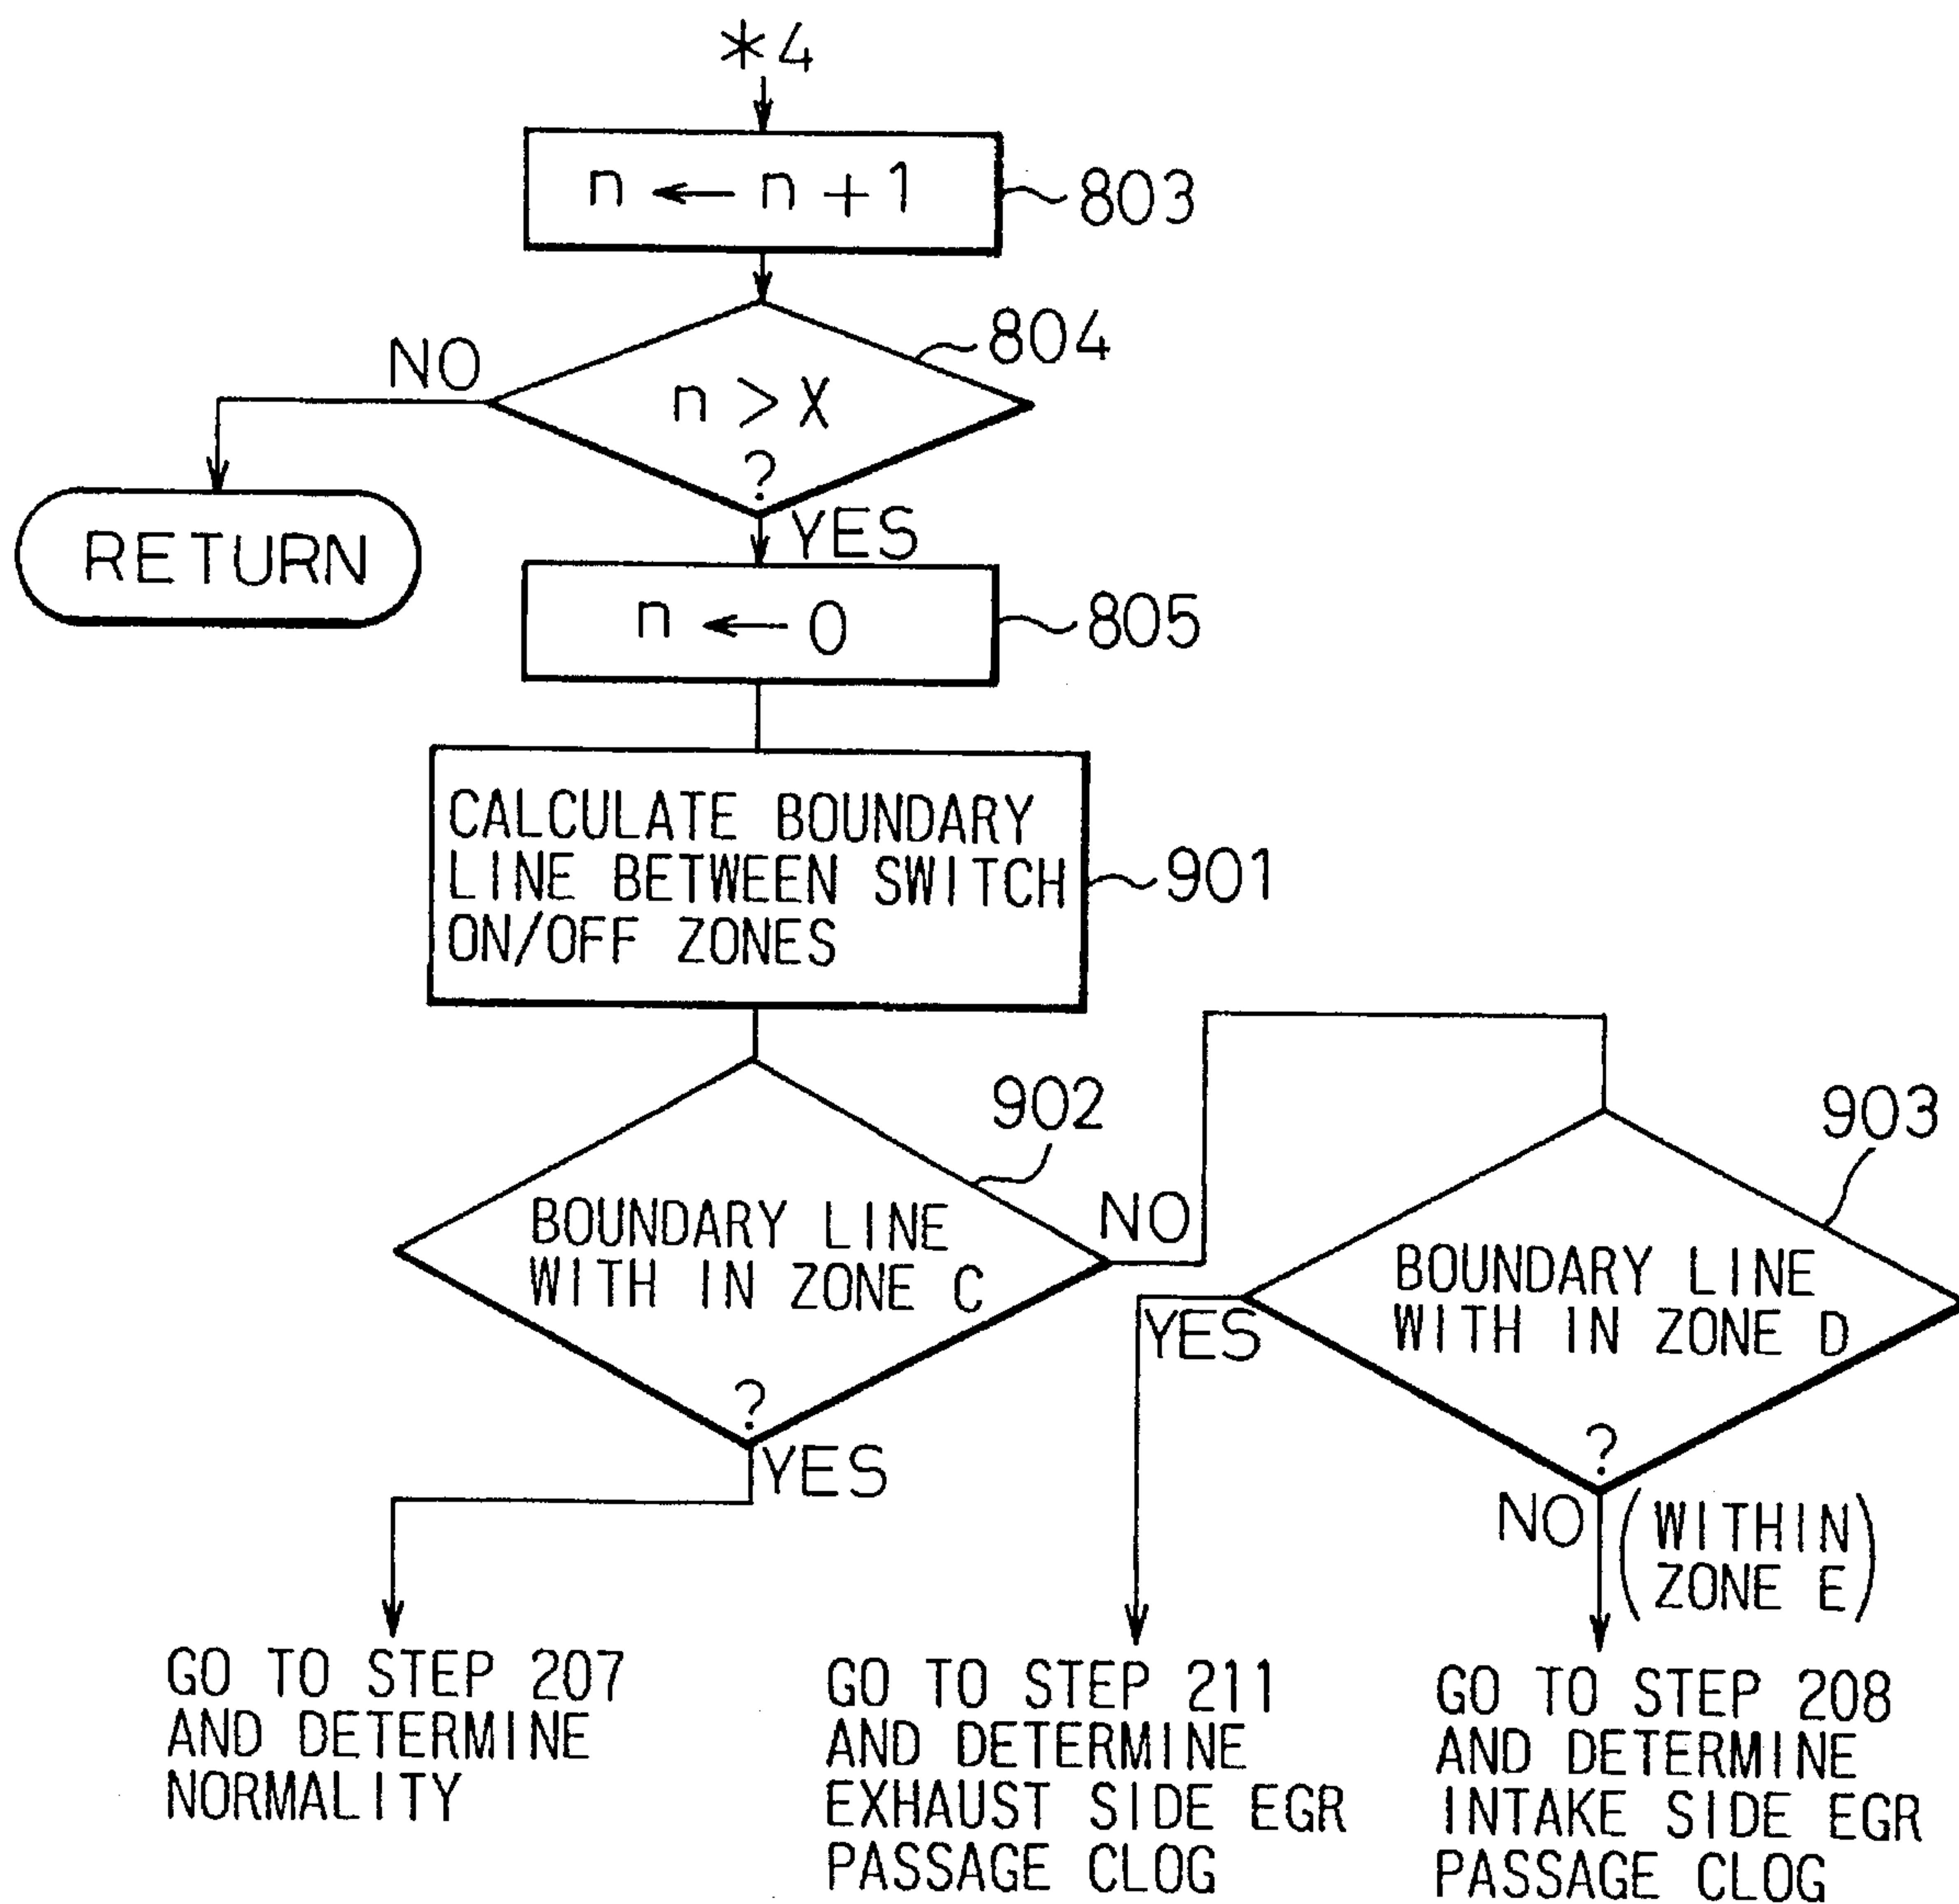 *4
n ← n + 1
803
804
NO
n > X
?
YES
RETURN
n ← 0
805
CALCULATE BOUNDARY
LINE BETWEEN SWITCH
ON/OFF ZONES
901
902
903
BOUNDARY LINE
WITH IN ZONE C
?
NO
YES
BOUNDARY LINE
WITH IN ZONE D
?
YES
NO
(WITHIN
ZONE E)
GO TO STEP 207
AND DETERMINE
NORMALITY
GO TO STEP 211
AND DETERMINE
EXHAUST SIDE EGR
PASSAGE CLOG
GO TO STEP 208
AND DETERMINE
INTAKE SIDE EGR
PASSAGE CLOG